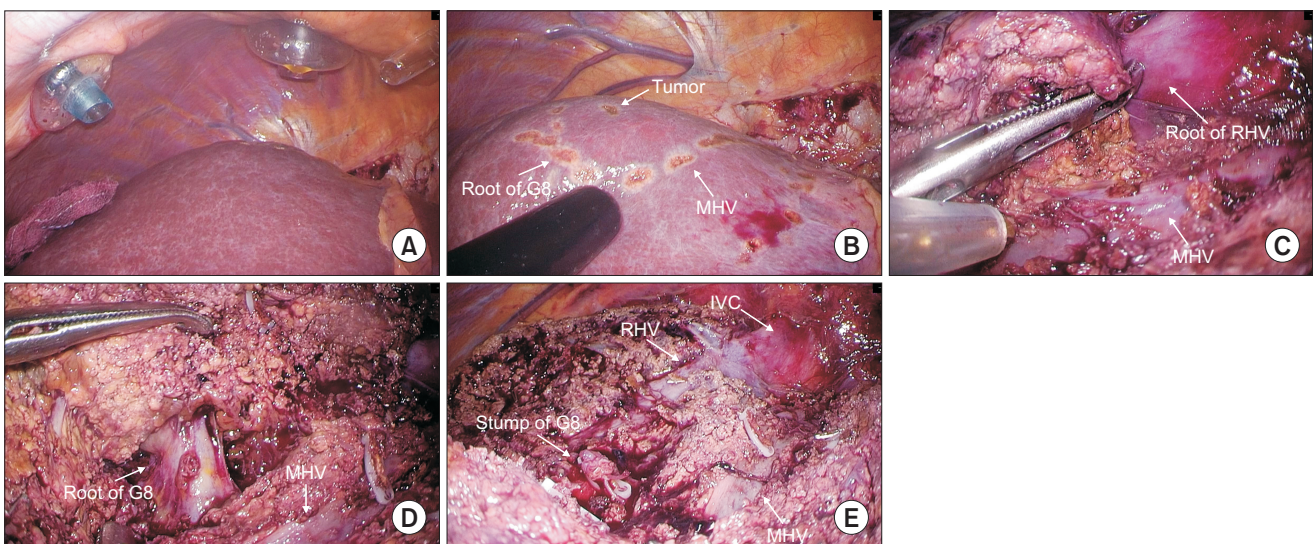 A
Tumor
Root of G8
MHV
B
Root of RHV
MHV
C
Root of G8
MHV
D
IVC
RHV
Stump of G8
MHV
E